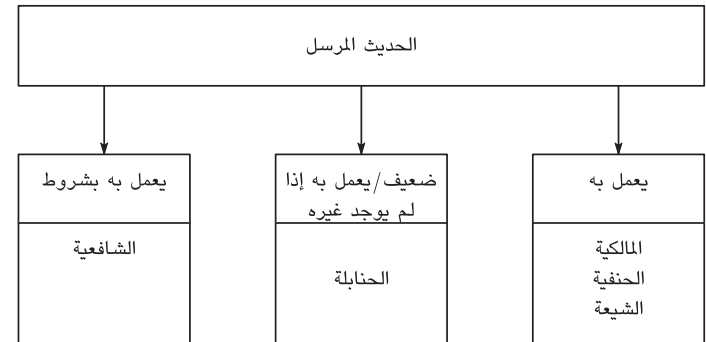 الحديث المرسل
يعمل به
المالكية
الحنفية
الشيعة
ضعيف/يعمل به إذا
لم يوجد غيره
الحنابلة
يعمل به بشروط
الشافعية